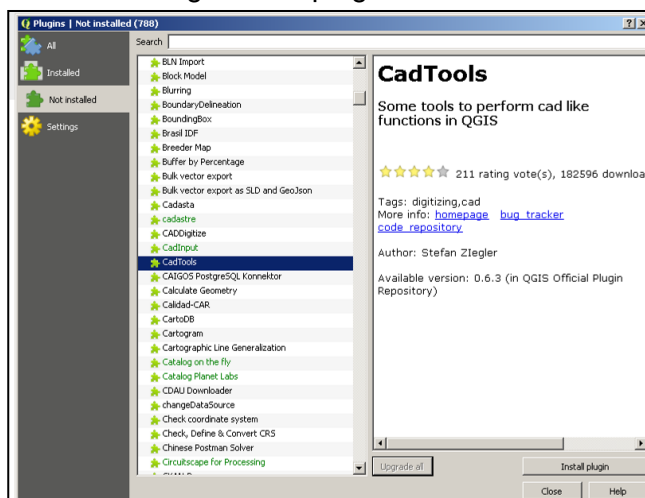 Plugins | Not installed (788)
All
Installed
Not installed
Settings
Search
BLN Import
Block Model
Blurring
BoundaryDelineation
BoundingBox
Brasil IDF
Breeder Map
Buffer by Percentage
Bulk vector export
Bulk vector export as SLD and GeoJson
Cadasta
cadastre
CADDigitize
CadInput
CadTools
CAIGOS PostgreSQL Konnektor
Calculate Geometry
Calidad-CAR
CartoDB
Cartogram
Cartographic Line Generalization
Catalog on the fly
Catalog Planet Labs
CDAU Downloader
changeDataSource
Check coordinate system
Check, Define & Convert CRS
Chinese Postman Solver
Circuitscape for Processing
CadTools
Some tools to perform cad like
functions in QGIS
211 rating vote(s), 182596 downloa
Tags: digitizing,cad
More info: homepage bug tracker
code repository
Author: Stefan ZIegler
Available version: 0.6.3 (in QGIS Official Plugin
Repository)
Upgrade all
Install plugin
Close
Help